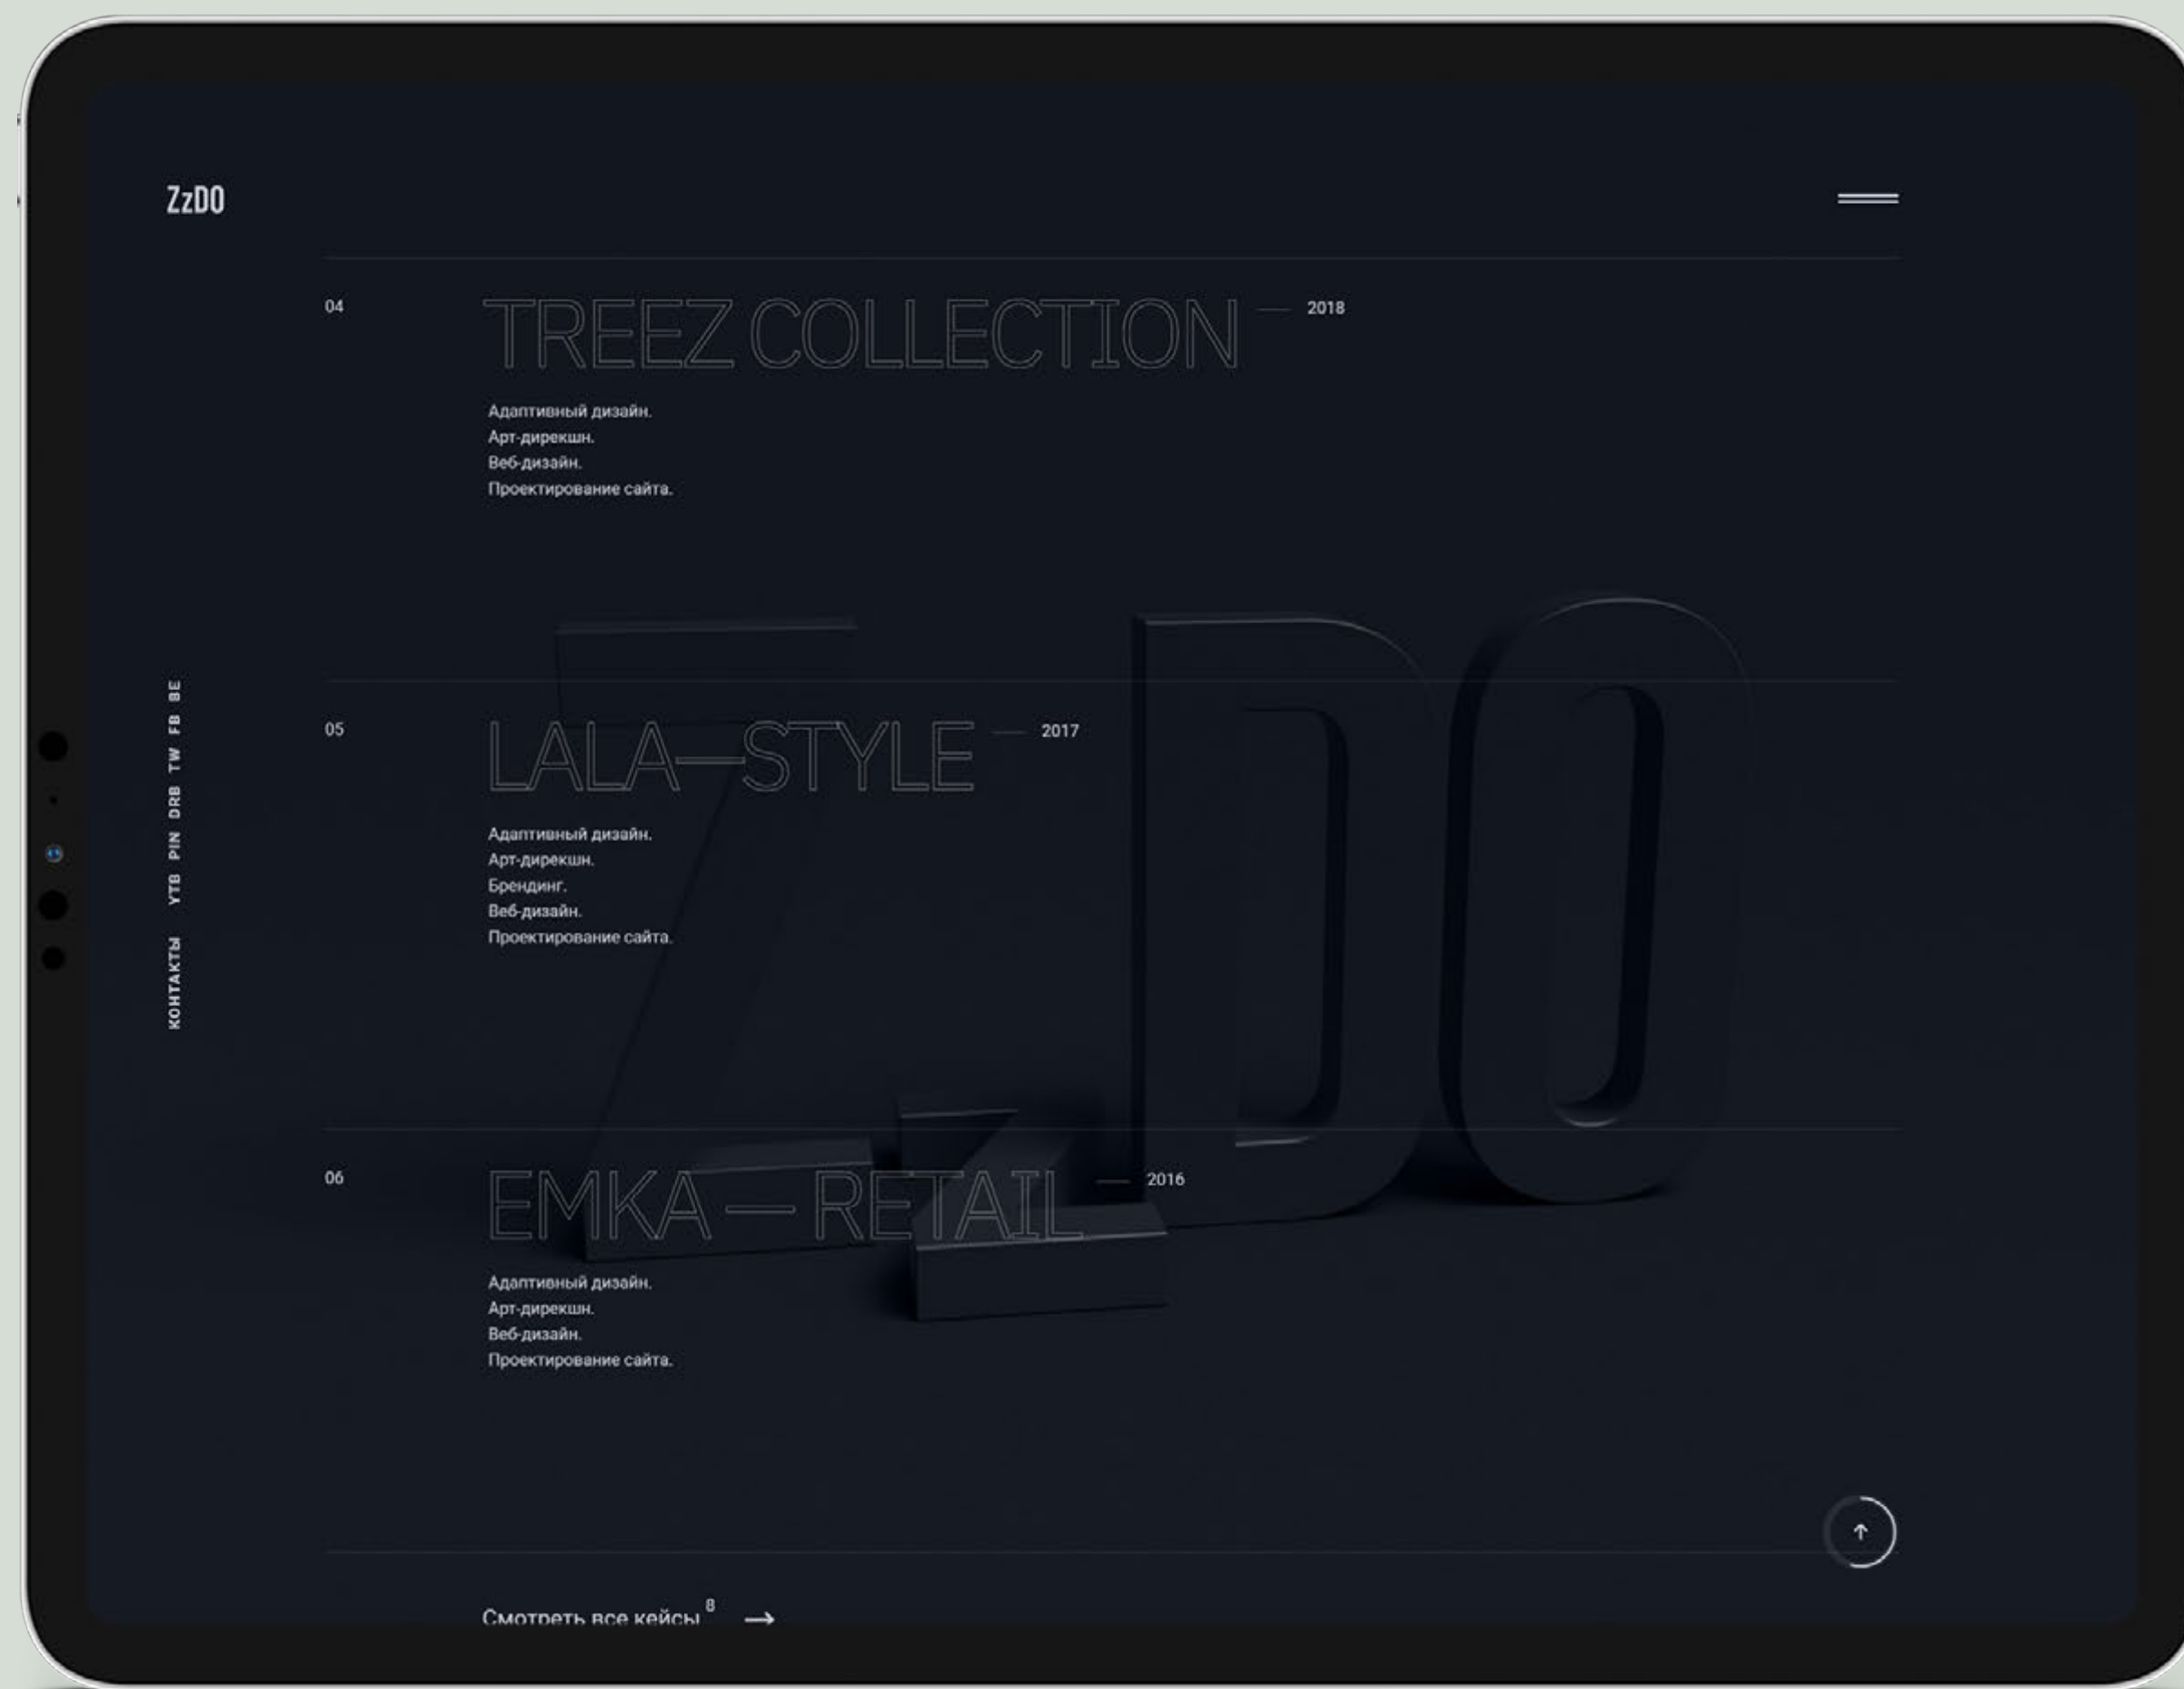 ZzDO
04
TREEZ COLLECTION — 2018
Адаптивный дизайн.
Арт-дирекшн.
Веб-дизайн.
Проектирование сайта.
05
LALA—STYLE — 2017
Адаптивный дизайн.
Арт-дирекшн.
Брендинг.
Веб-дизайн.
Проектирование сайта.
06
EMKA — RETAIL — 2016
Адаптивный дизайн.
Арт-дирекшн.
Веб-дизайн.
Проектирование сайта.
Смотреть все кейсы 8 →
КОНТАКТЫ YTB PIN DRB TW FB BE
ZzDO